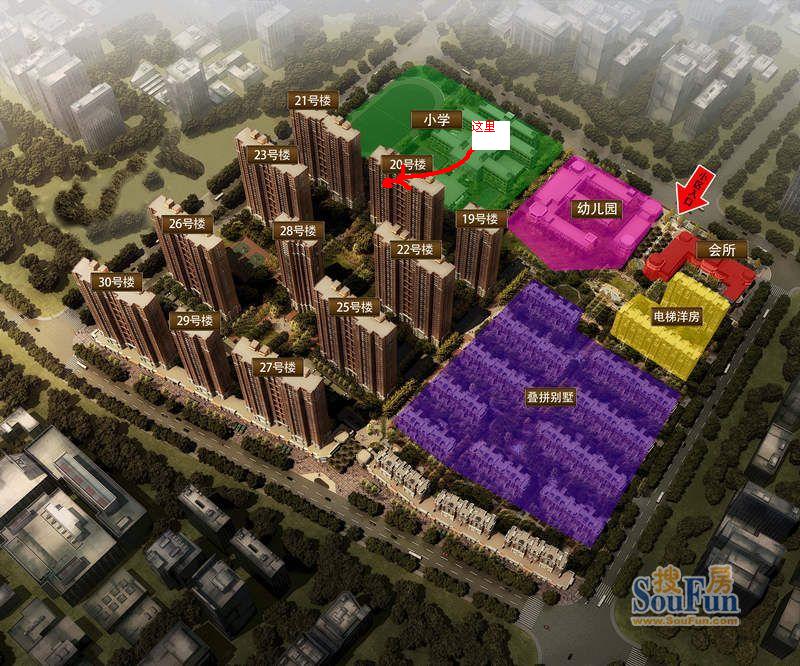 21号楼
小学
这里
23号楼
20号楼
幼儿园
26号楼
28号楼
19号楼
22号楼
会所
30号楼
29号楼
25号楼
电梯洋房
27号楼
叠拼别墅
搜房
SouFun
www.SouFun.com